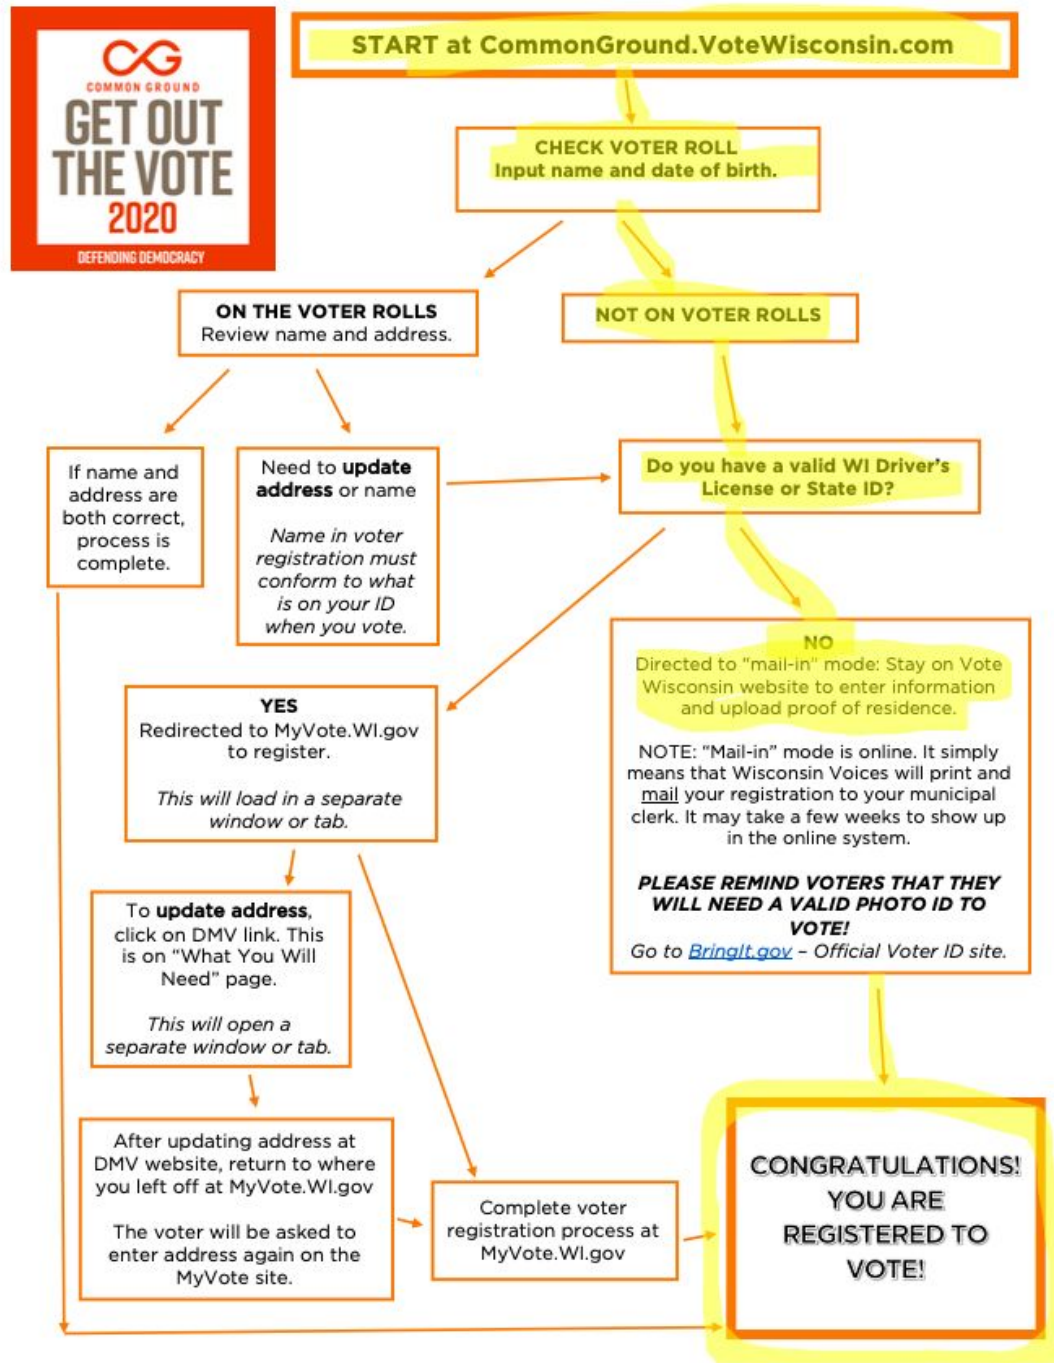 CG
COMMON GROUND
GET OUT
THE VOTE
2020
DEFENDING DEMOCRACY
START at CommonGround.VoteWisconsin.com
CHECK VOTER ROLL
Input name and date of birth.
ON THE VOTER ROLLS
Review name and address.
NOT ON VOTER ROLLS
If name and
address are
both correct,
process is
complete.
Need to update
address or name
Name in voter
registration must
conform to what
is on your ID
when you vote.
Do you have a valid WI Driver's
License or State ID?
YES
Redirected to MyVote.WI.gov
to register.
This will load in a separate
window or tab.
NO
Directed to "mail-in" mode: Stay on Vote
Wisconsin website to enter information
and upload proof of residence.
NOTE: "Mail-in" mode is online. It simply
means that Wisconsin Voices will print and
mail your registration to your municipal
clerk. It may take a few weeks to show up
in the online system.
PLEASE REMIND VOTERS THAT THEY
WILL NEED A VALID PHOTO ID TO
VOTE!
Go to BringIt.gov – Official Voter ID site.
To update address,
click on DMV link. This
is on "What You Will
Need" page.
This will open a
separate window or tab.
After updating address at
DMV website, return to where
you left off at MyVote.WI.gov
The voter will be asked to
enter address again on the
MyVote site.
Complete voter
registration process at
MyVote.WI.gov
CONGRATULATIONS!
YOU ARE
REGISTERED TO
VOTE!